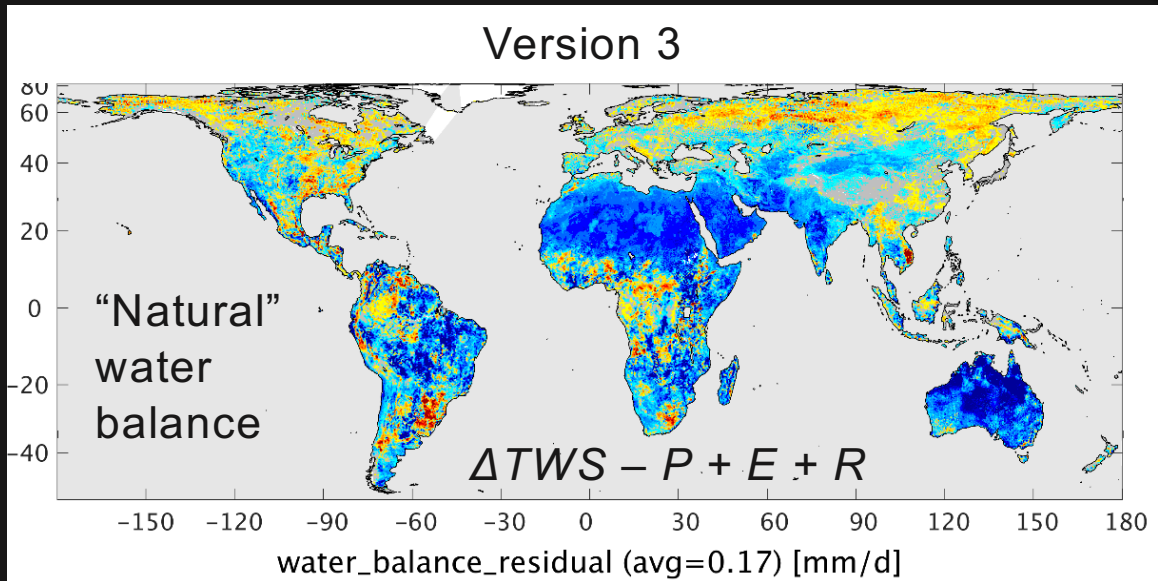 Version 3
80
60
40
20
0
−20
−40
“Natural”
water
balance
ΔTWS – P + E + R
−150 −120 −90 −60 −30 0 30 60 90 120 150 180
water_balance_residual (avg=0.17) [mm/d]